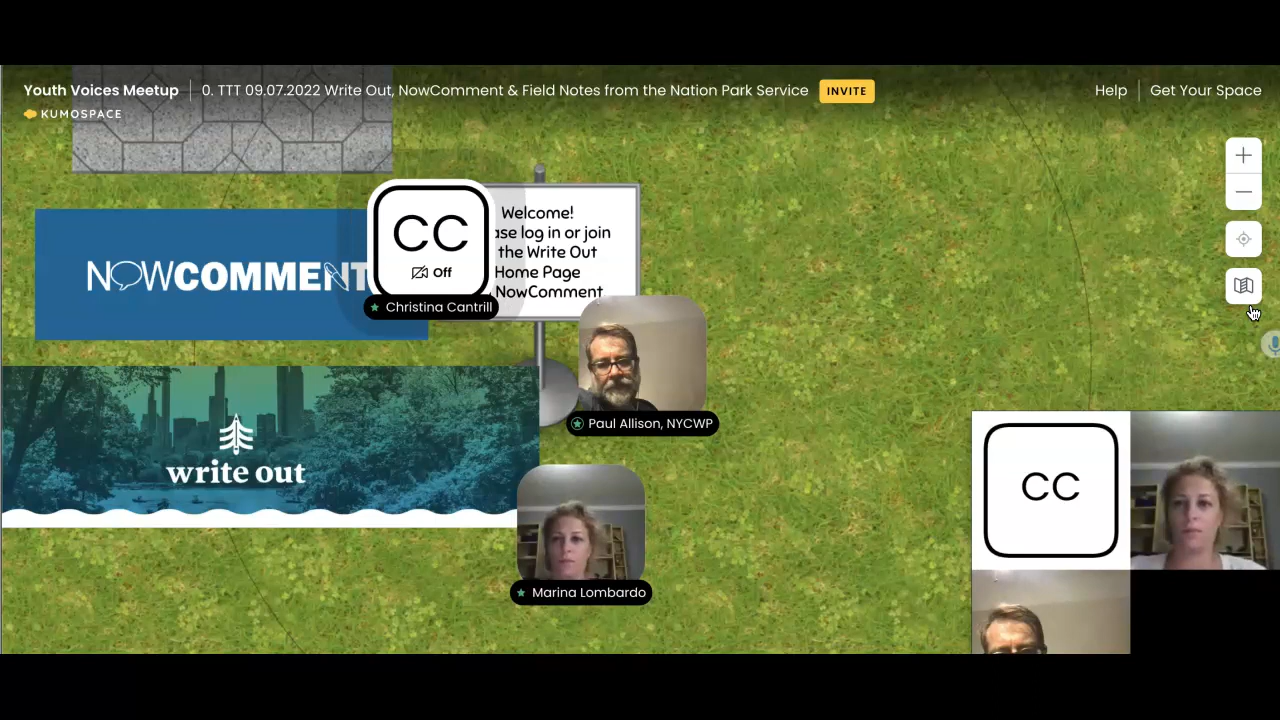 Youth Voices Meetup
0. TTT 09.07.2022 Write Out, NowComment & Field Notes from the Nation Park Service
INVITE
Help
Get Your Space
KUMOSPACE
NOWCOMMENT
CC
Off
Christina Cantrill
Welcome!
ase log in or join
the Write Out
Home Page
NowComment
Paul Allison, NYCWP
write out
Marina Lombardo
CC